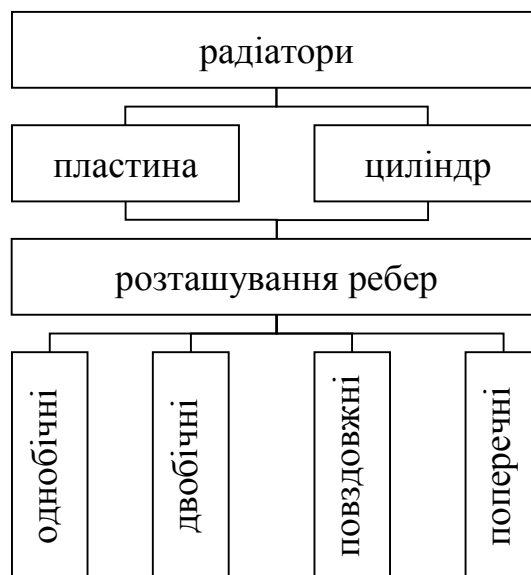 радіатори
пластина
циліндр
розташування ребер
однобічні
двобічні
повздовжні
поперечні